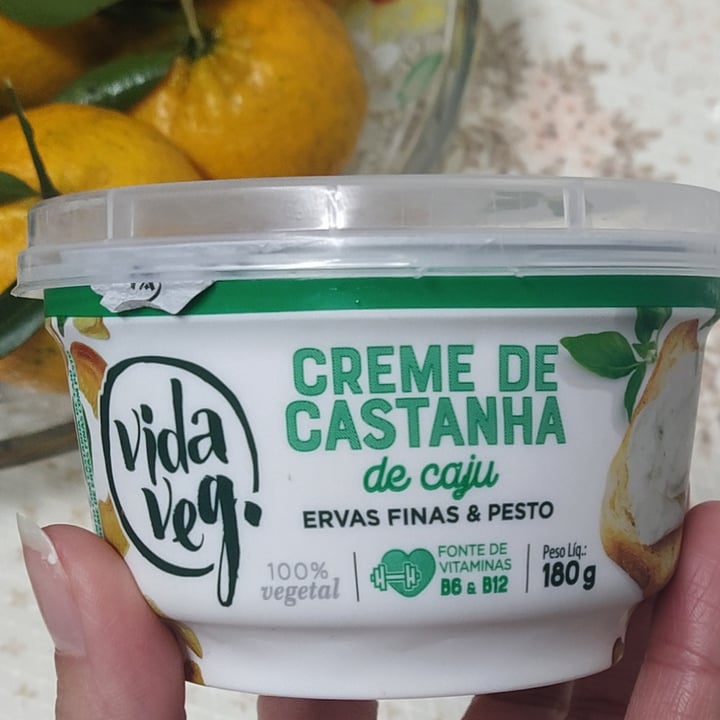 vida
veg.
CREME DE
CASTANHA
de caju
ERVAS FINAS & PESTO
100%
vegetal
FONTE DE
VITAMINAS
B6 & B12
Peso Líq.:
180g